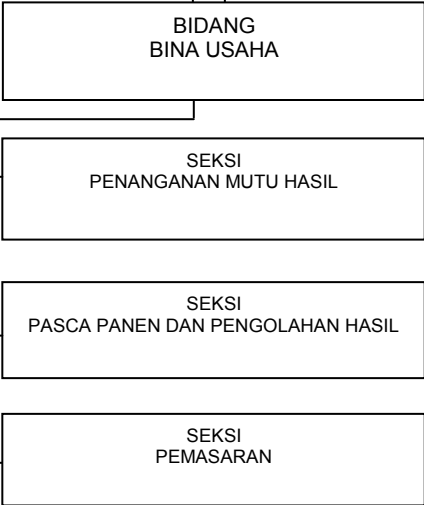 BIDANG
BINA USAHA
SEKSI
PENANGANAN MUTU HASIL
SEKSI
PASCA PANEN DAN PENGOLAHAN HASIL
SEKSI
PEMASARAN